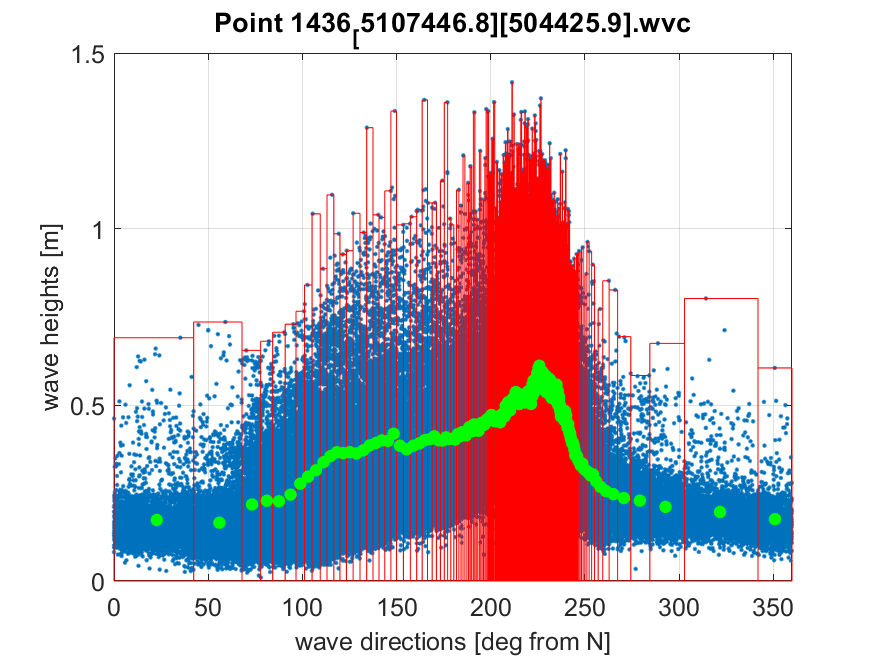 Point 1436[5107446.8][504425.9].wvc
1.5
1
0.5
0
wave heights [m]
0 50 100 150 200 250 300 350
wave directions [deg from N]